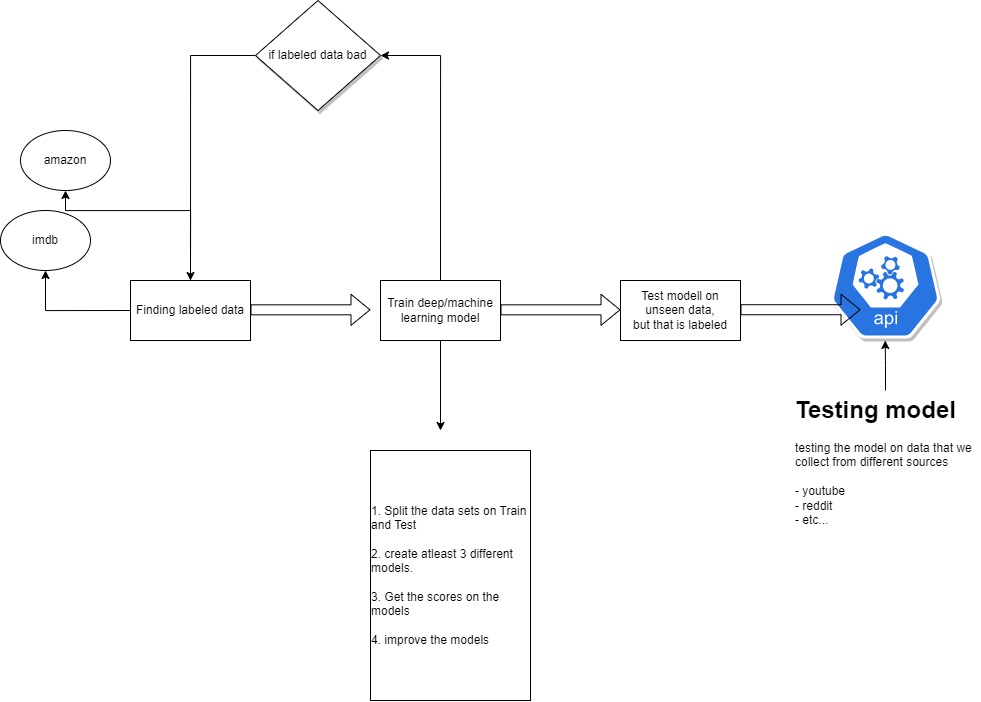 if labeled data bad
amazon
imdb
Finding labeled data
Train deep/machine
learning model
Test modell on
unseen data,
but that is labeled
api
Testing model
testing the model on data that we
collect from different sources
- youtube
- reddit
- etc...
1. Split the data sets on Train
and Test
2. create atleast 3 different
models.
3. Get the scores on the
models
4. improve the models